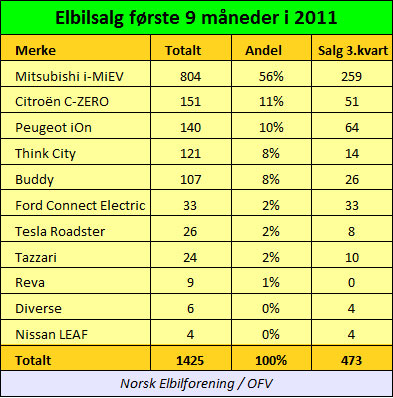 Elbilsalg første 9 måneder i 2011
Merke Totalt Andel Salg 3.kvart
Mitsubishi i-MiEV 804 56% 259
Citroën C-ZERO 151 11% 51
Peugeot iOn 140 10% 64
Think City 121 8% 14
Buddy 107 8% 26
Ford Connect Electric 33 2% 33
Tesla Roadster 26 2% 8
Tazzari 24 2% 10
Reva 9 1% 0
Diverse 6 0% 4
Nissan LEAF 4 0% 4
Totalt 1425 100% 473
Norsk Elbilforening / OFV